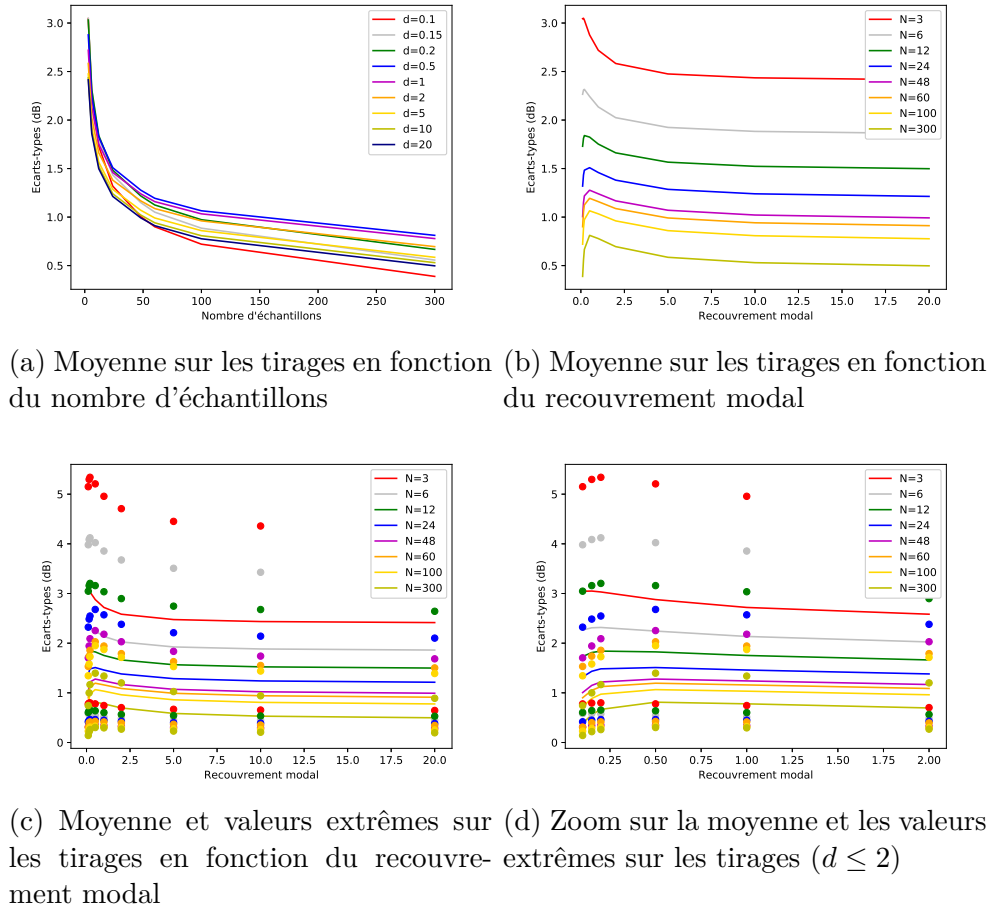 3.0
2.5
2.0
1.5
1.0
0.5
Ecarts-types (dB)
0
50
100
150
200
250
300
Nombre d'échantillons
d=0.1
d=0.15
d=0.2
d=0.5
d=1
d=2
d=5
d=10
d=20
3.0
2.5
2.0
1.5
1.0
0.5
Ecarts-types (dB)
0.0
2.5
5.0
7.5
10.0
12.5
15.0
17.5
20.0
Recouvrement modal
N=3
N=6
N=12
N=24
N=48
N=60
N=100
N=300
(a) Moyenne sur les tirages en fonction
du nombre d'échantillons
(b) Moyenne sur les tirages en fonction
du recouvrement modal
5
4
3
2
1
0
Ecarts-types (dB)
0.0
2.5
5.0
7.5
10.0
12.5
15.0
17.5
20.0
Recouvrement modal
N=3
N=6
N=12
N=24
N=48
N=60
N=100
N=300
5
4
3
2
1
0
Ecarts-types (dB)
0.25
0.50
0.75
1.00
1.25
1.50
1.75
2.00
Recouvrement modal
N=3
N=6
N=12
N=24
N=48
N=60
N=100
N=300
(c) Moyenne et valeurs extrêmes sur
les tirages en fonction du recouvre-
ment modal
(d) Zoom sur la moyenne et les valeurs
extrêmes sur les tirages (d ≤ 2)